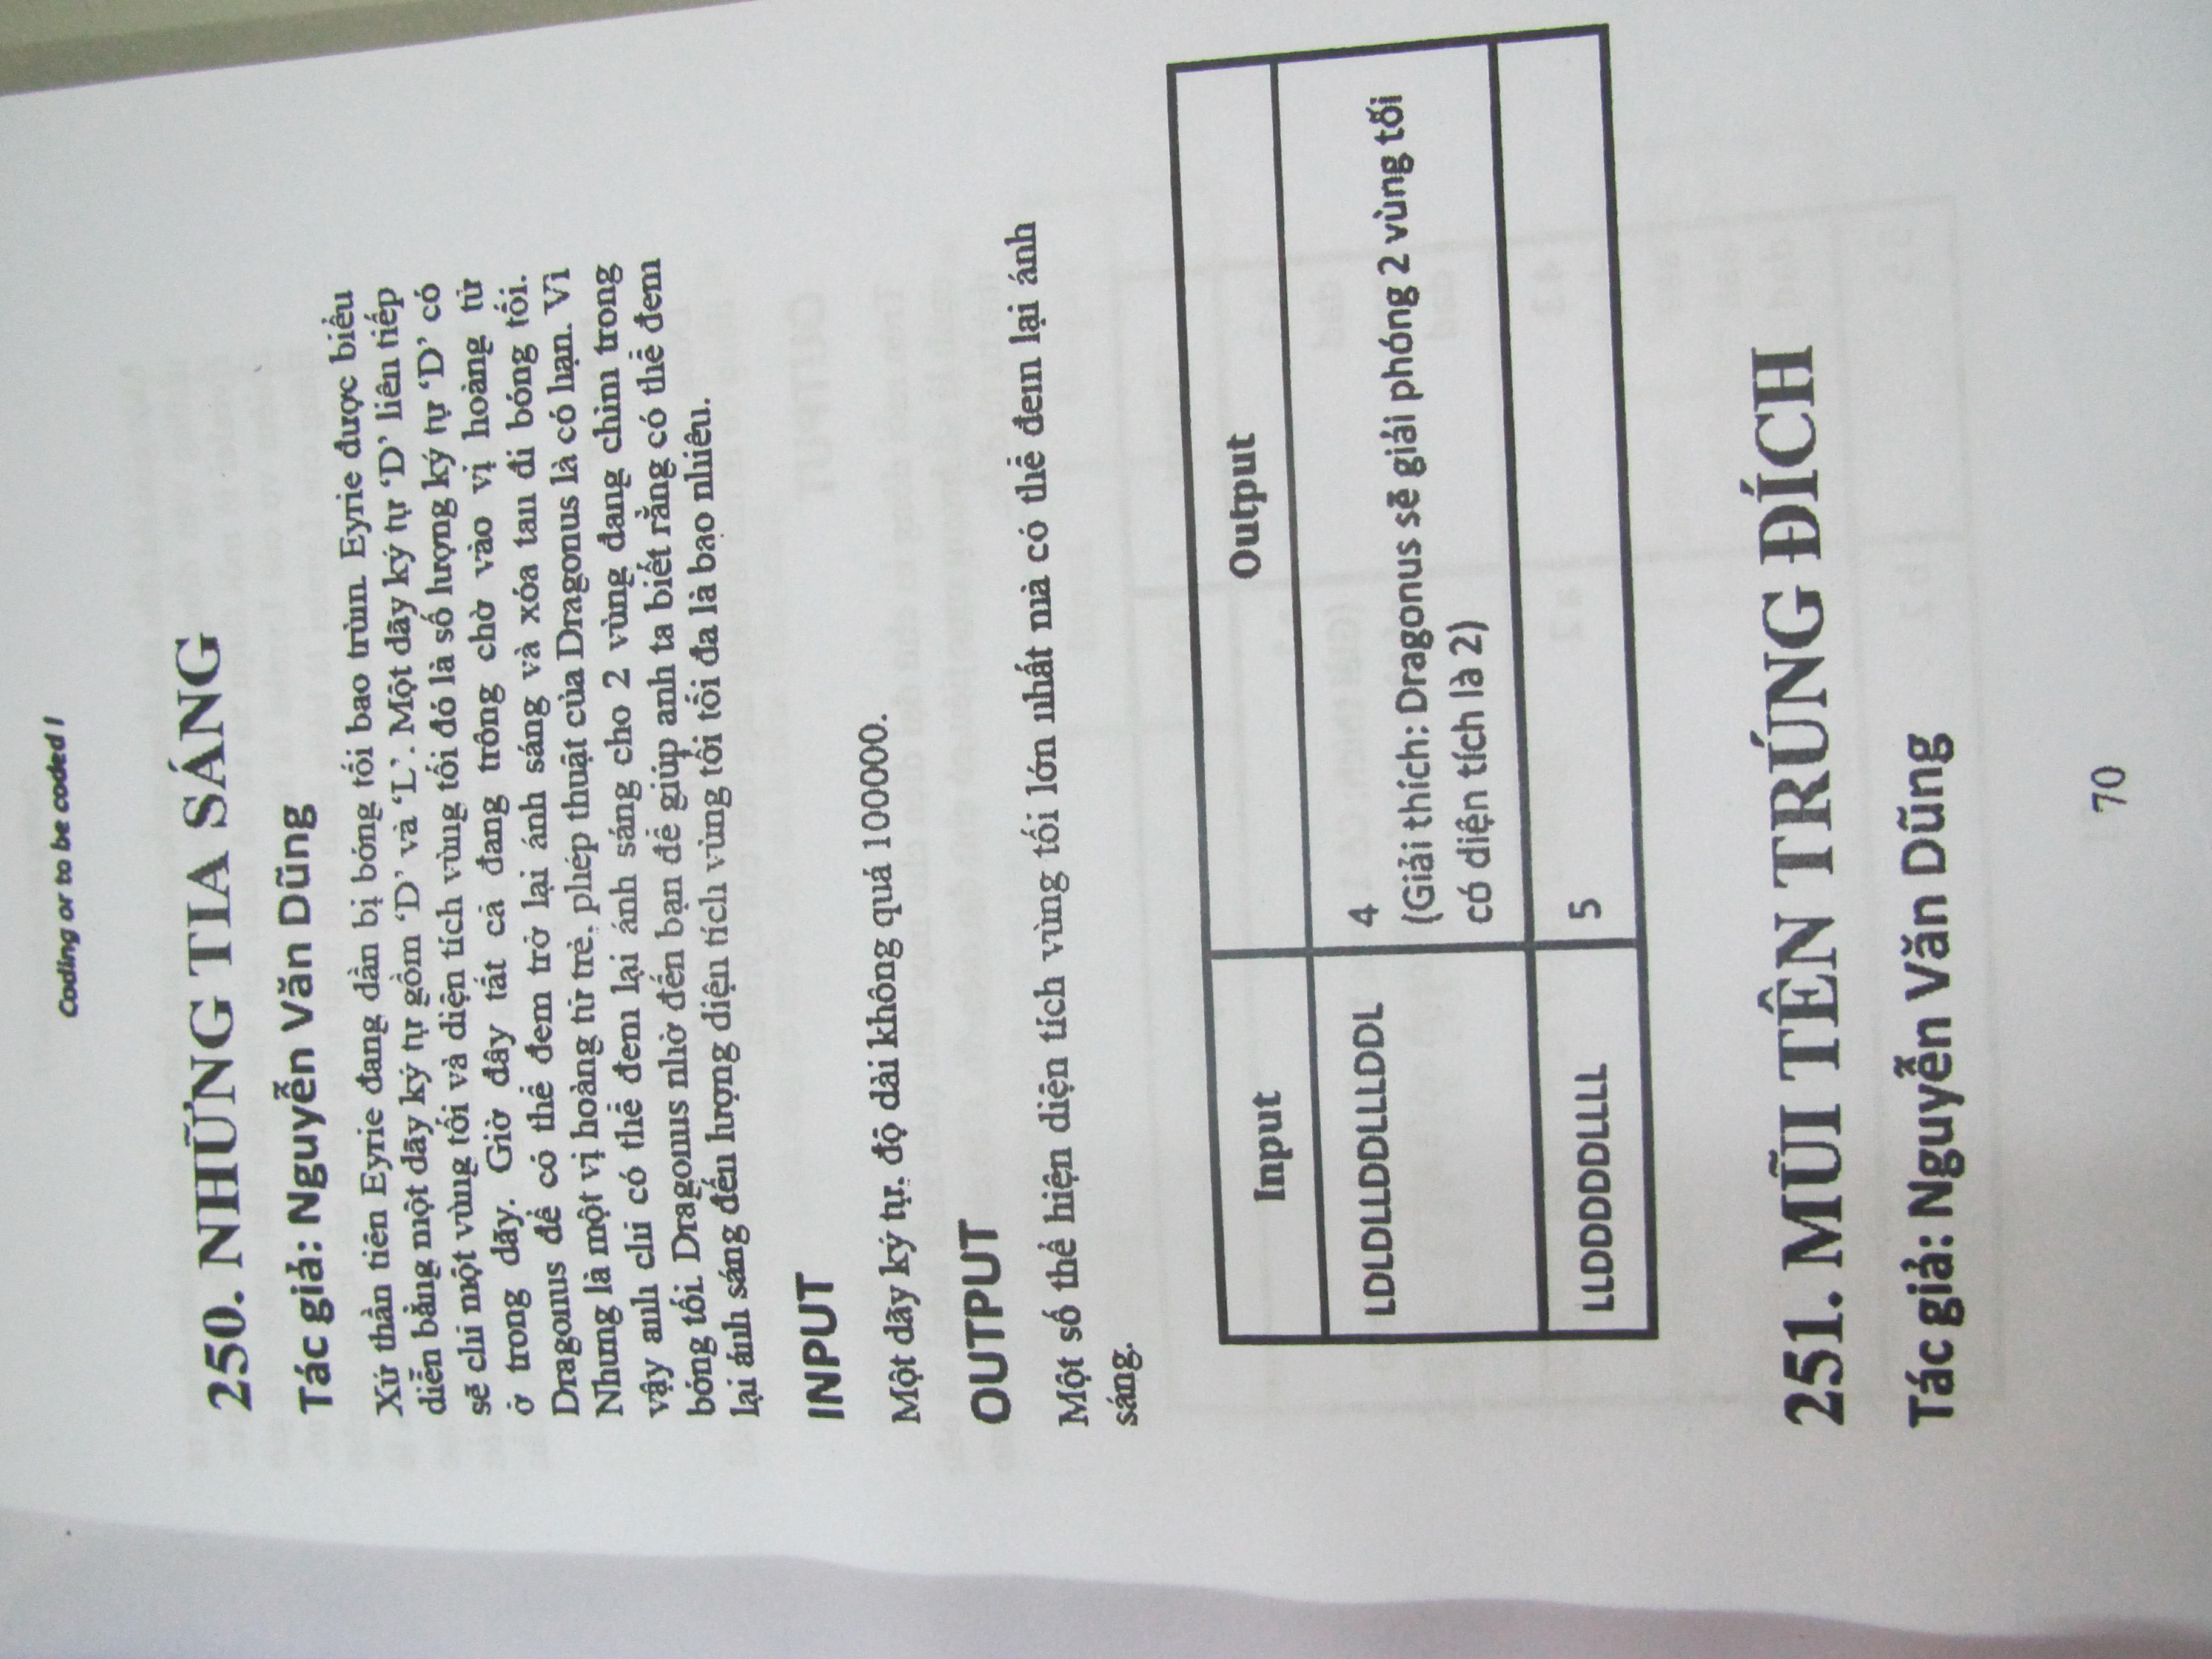 Coding or to be coded !
250. NHỮNG TIA SÁNG
Tác giả: Nguyễn Văn Dũng
Xứ thần tiên Eyrie đang dần bị bóng tối bao trùm. Eyrie được biểu
diễn bằng một dãy ký tự gồm ‘D’ và ‘L’. Một dãy ký tự ‘D’ liên tiếp
sẽ chỉ một vùng tối và diện tích vùng tối đó là số lượng ký tự ‘D’ có
ở trong dãy. Giờ đây tất cả đang trông chờ vào vị hoàng tử
Dragonus để có thể đem trở lại ánh sáng và xóa tan đi bóng tối.
Nhưng là một vị hoàng tử trẻ, phép thuật của Dragonus là có hạn. Vì
vậy anh chỉ có thể đem lại ánh sáng cho 2 vùng đang chìm trong
bóng tối. Dragonus nhờ đến bạn để giúp anh ta biết rằng có thể đem
lại ánh sáng đến lượng diện tích vùng tối tối đa là bao nhiêu.
INPUT
Một dãy ký tự, độ dài không quá 100000.
OUTPUT
Một số thể hiện diện tích vùng tối lớn nhất mà có thể đem lại ánh
sáng.
Input Output
LDLDLLDDLLLDDL 4
(Giải thích: Dragonus sẽ giải phóng 2 vùng tối
có diện tích là 2)
LLDDDDDLLLL 5
251. MŨI TÊN TRÚNG ĐÍCH
Tác giả: Nguyễn Văn Dũng
70